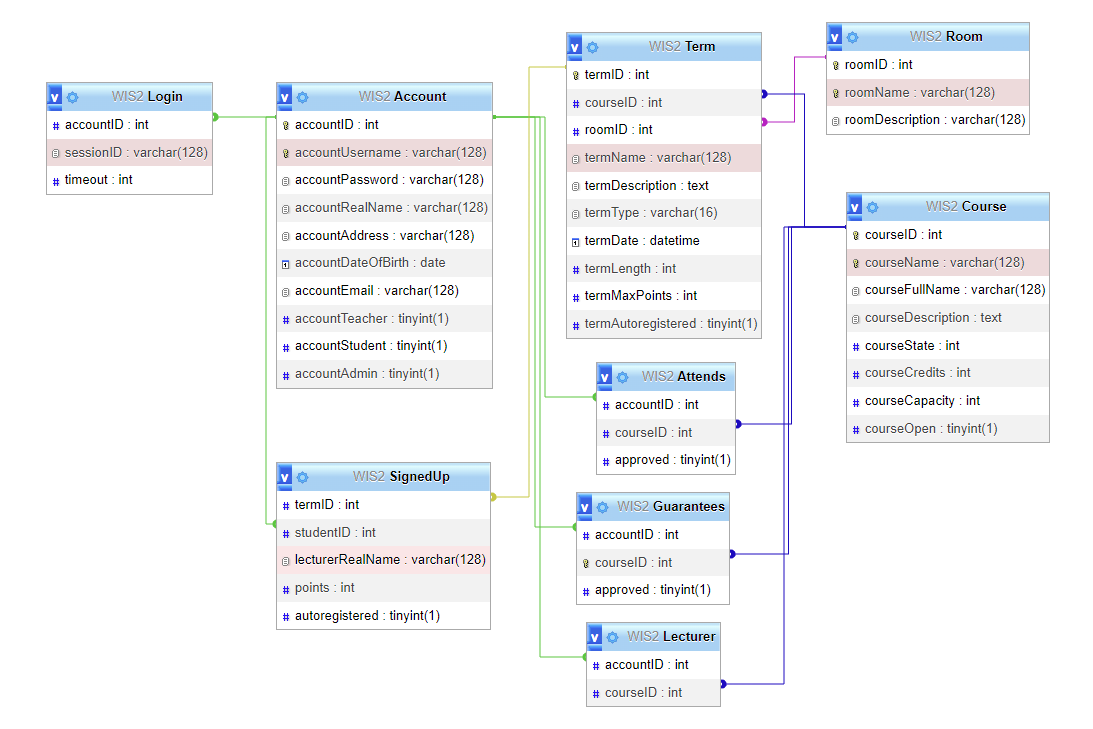 WIS2 Login
accountID : int
sessionID : varchar(128)
timeout : int
WIS2 Account
accountID : int
accountUsername : varchar(128)
accountPassword : varchar(128)
accountRealName : varchar(128)
accountAddress : varchar(128)
accountDateOfBirth : date
accountEmail : varchar(128)
accountTeacher : tinyint(1)
accountStudent : tinyint(1)
accountAdmin : tinyint(1)
WIS2 SignedUp
termID : int
studentID : int
lecturerRealName : varchar(128)
points : int
autoregistered : tinyint(1)
WIS2 Term
termID : int
courseID : int
roomID : int
termName : varchar(128)
termDescription : text
termType : varchar(16)
termDate : datetime
termLength : int
termMaxPoints : int
termAutoregistered : tinyint(1)
WIS2 Attends
accountID : int
courseID : int
approved : tinyint(1)
WIS2 Guarantees
accountID : int
courseID : int
approved : tinyint(1)
WIS2 Lecturer
accountID : int
courseID : int
WIS2 Room
roomID : int
roomName : varchar(128)
roomDescription : varchar(128)
WIS2 Course
courseID : int
courseName : varchar(128)
courseFullName : varchar(128)
courseDescription : text
courseState : int
courseCredits : int
courseCapacity : int
courseOpen : tinyint(1)